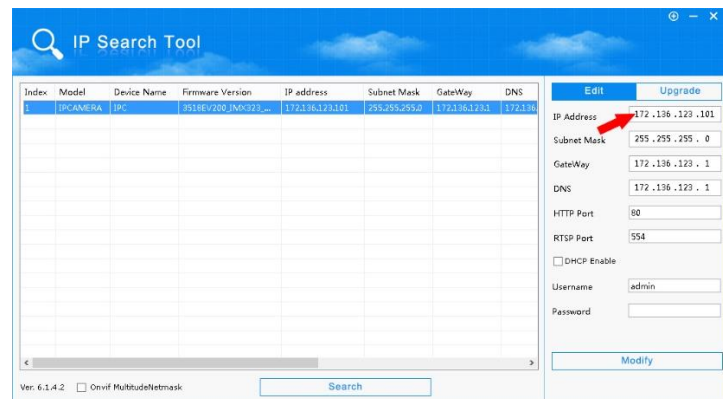 IP Search Tool
Index Model Device Name Firmware Version IP address Subnet Mask GateWay DNS
1 IPCAMERA IPC 3518EV200_IMX323_... 172.136.123.101 255.255.255.0 172.136.123.1 172.136.
Edit Upgrade
IP Address 172 .136 .123 .101
Subnet Mask 255 .255 .255 . 0
GateWay 172 .136 .123 . 1
DNS 172 .136 .123 . 1
HTTP Port 80
RTSP Port 554
DHCP Enable
Username admin
Password
Modify
Ver. 6.1.4.2 Onvif MultitudeNetmask Search